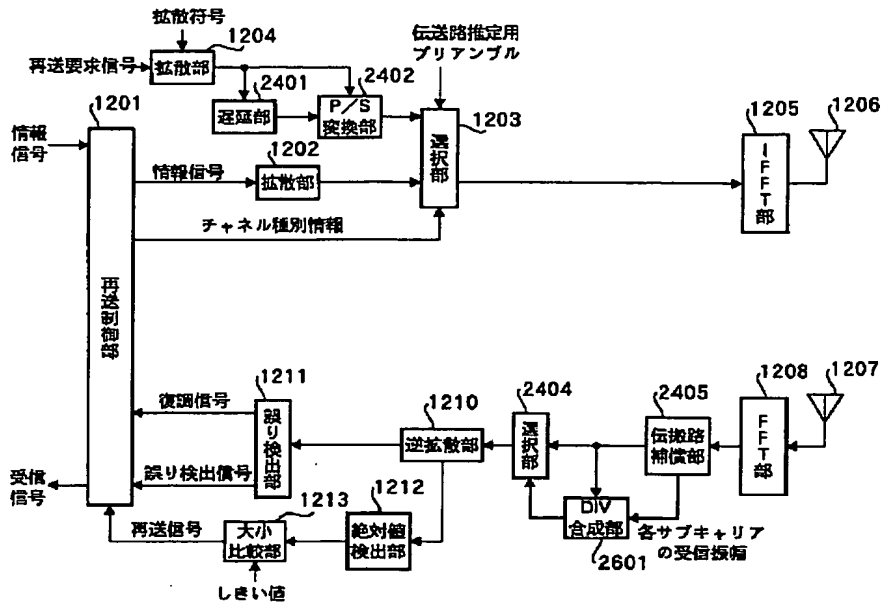 拡散符号
1204
再送要求信号
拡散部
2401
遅延部
2402
P/S
変換部
伝送路推定用
プリアンブル
1203
選択部
1201
情報
信号
再送制御部
情報信号
1202
拡散部
チャネル種別情報
1205
IFFT部
1206
1207
1208
FFT部
2405
伝搬路
補償部
2404
選択部
DIV
合成部
2601
各サブキャリア
の受信振幅
1210
逆拡散部
1211
誤り検出部
復調信号
誤り検出信号
受信
信号
1212
絶対値
検出部
1213
大小
比較部
再送信号
しきい値